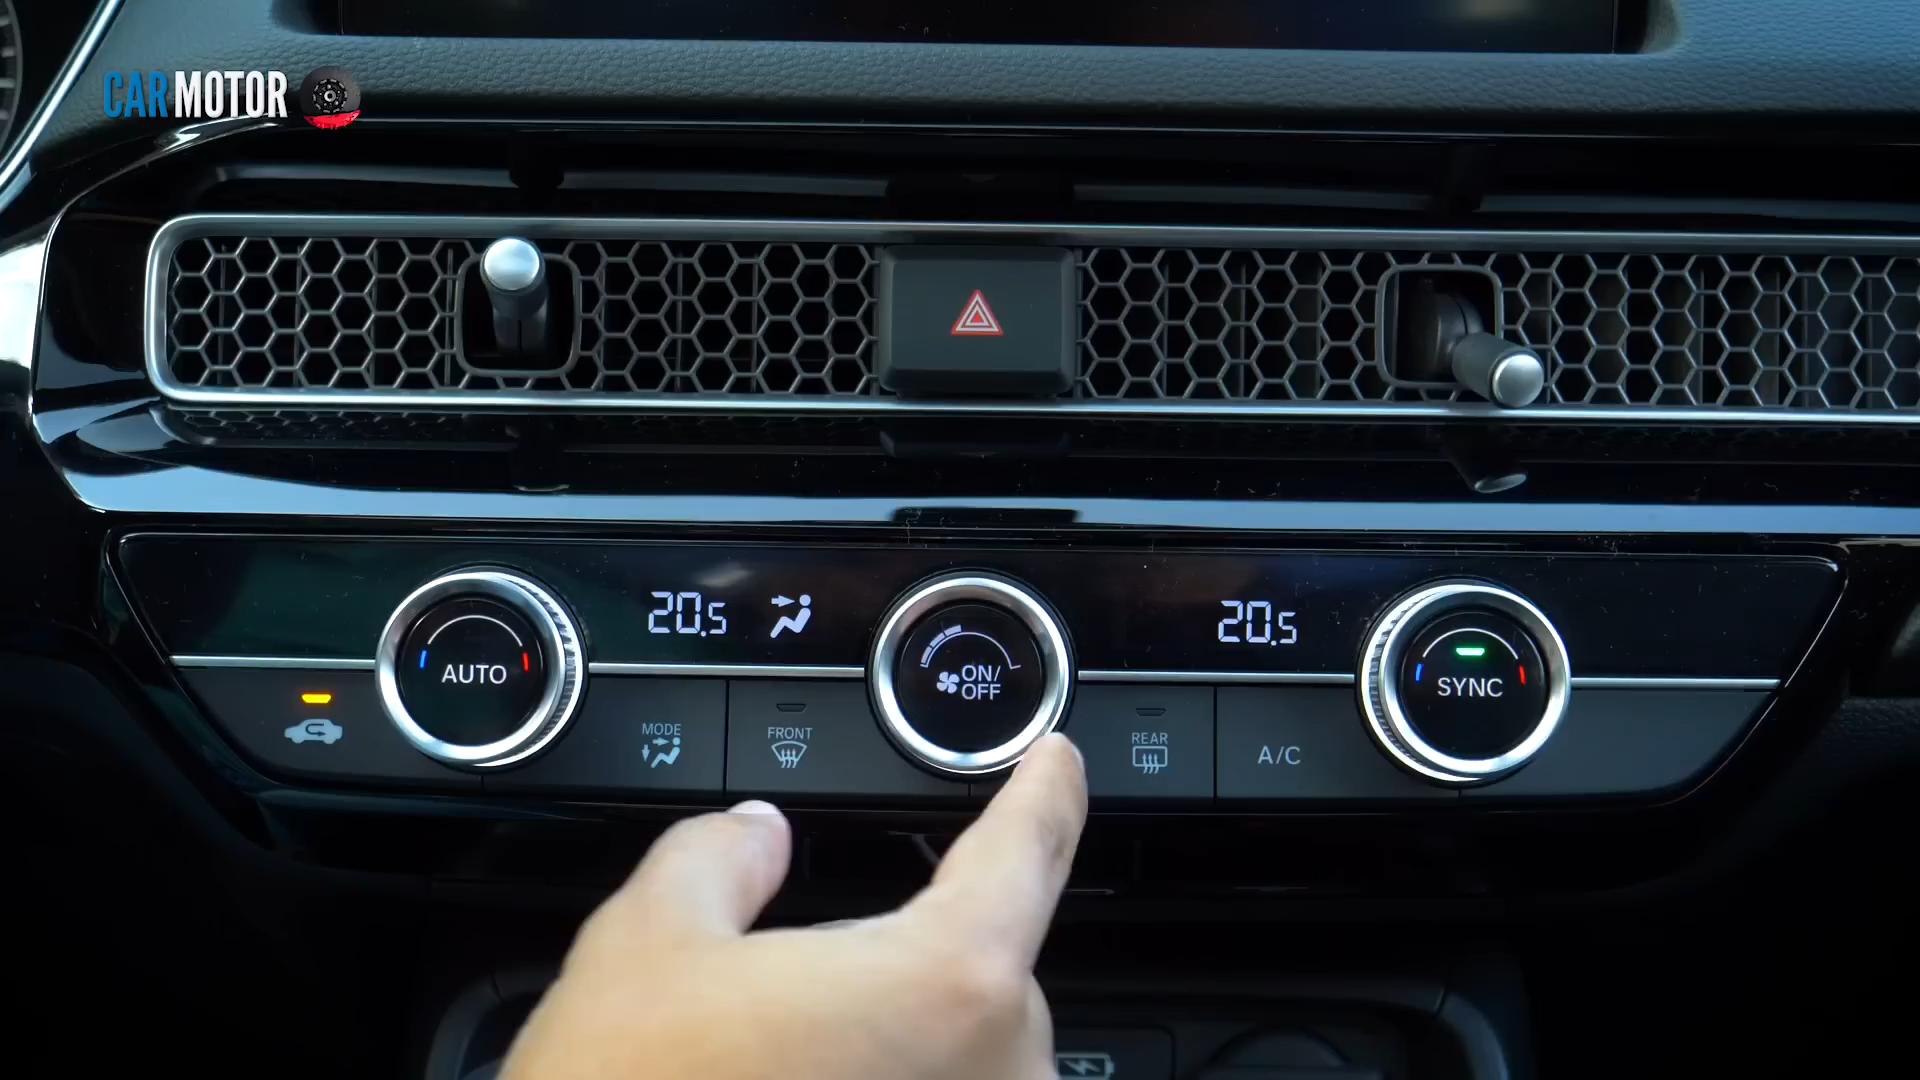 CARMOTOR
20.5
20.5
AUTO
ON/
OFF
SYNC
MODE
FRONT
REAR
A/C